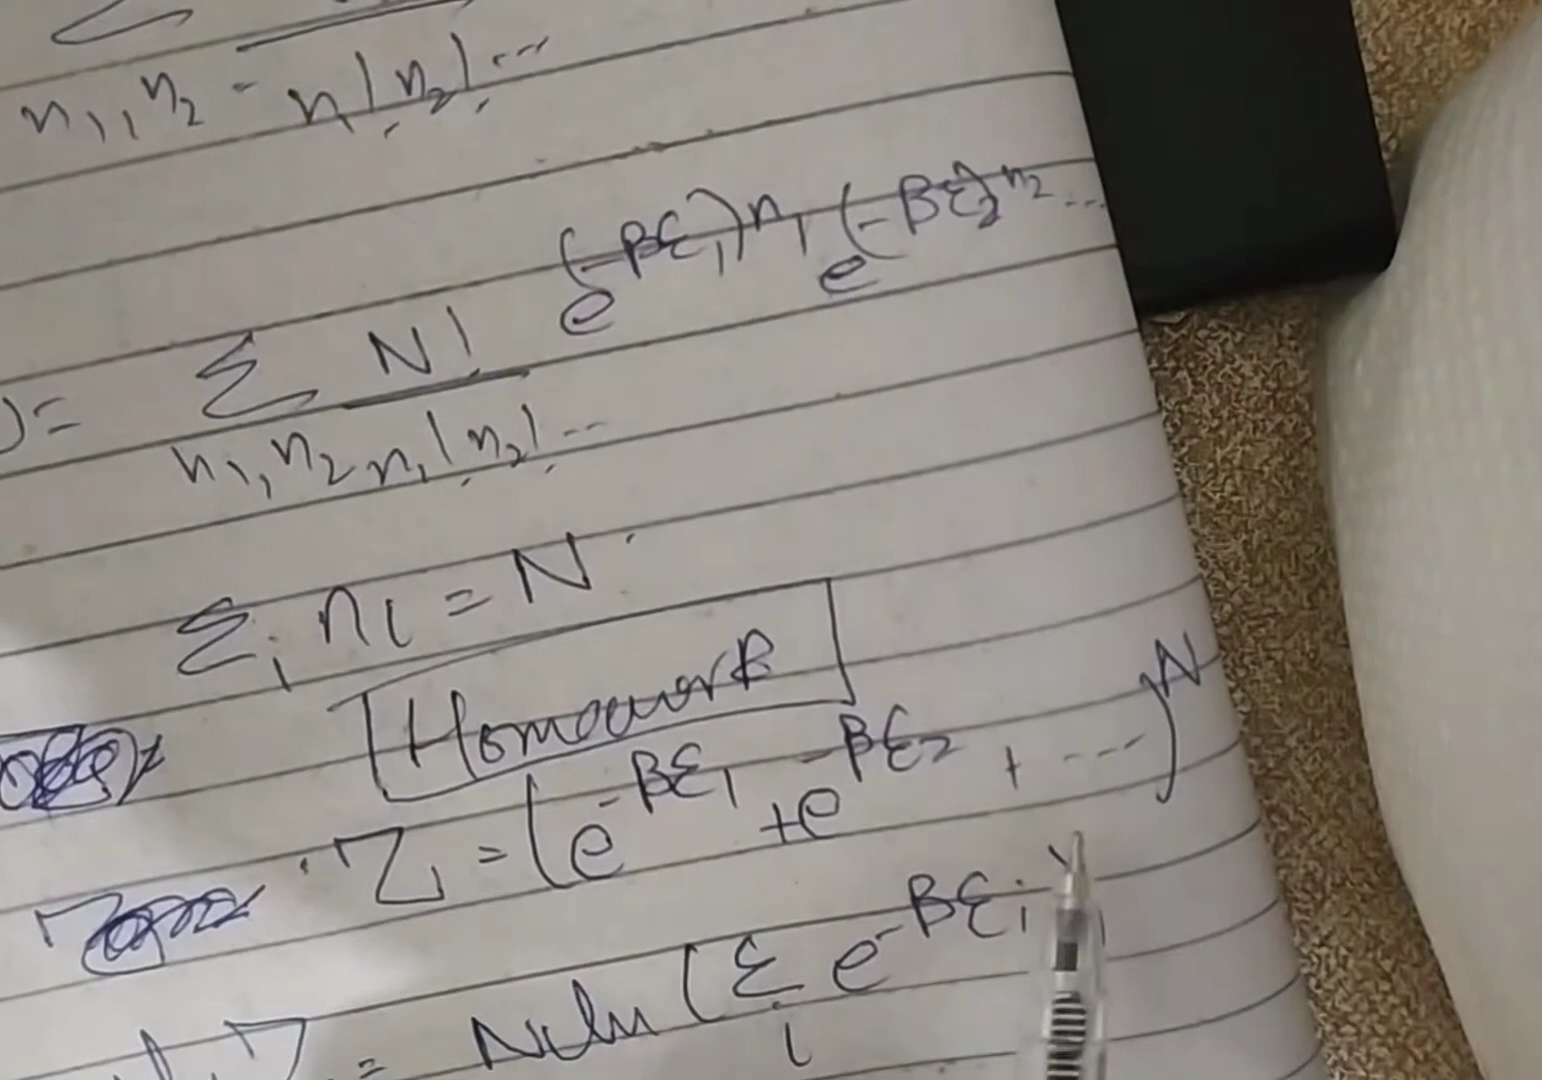 n₁, n₂ - n! n₂! ...
e^(-βε₁)n₁ e^(-βε₂)n₂ ...
= Σ N!
n₁, n₂ n₁! n₂! ...
Σᵢ nᵢ = N
Homework
Z = (e^-βε₁ + e^-βε₂ + ...)^N
= N ln (Σᵢ e^-βεᵢ)